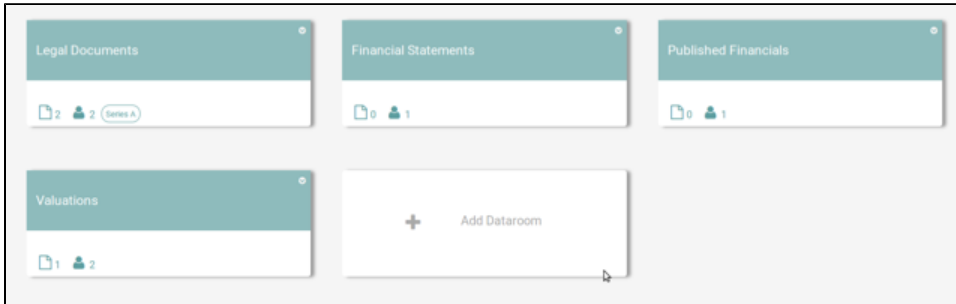 Legal Documents
2 2 Series A
Financial Statements
0 1
Published Financials
0 1
Valuations
1 2
Add Dataroom